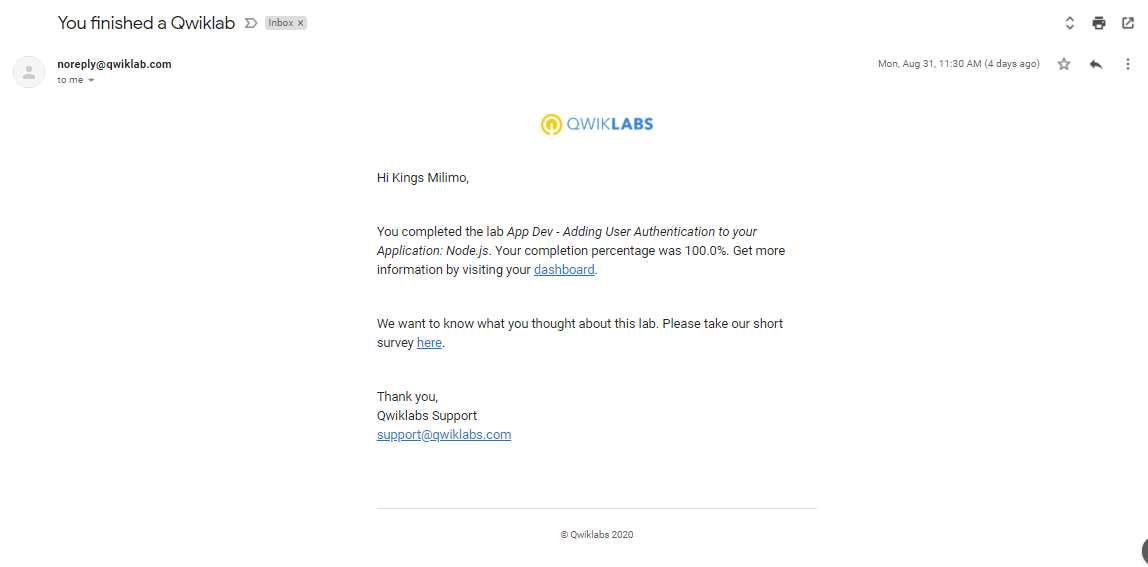 You finished a Qwiklab
Inbox x
noreply@qwiklab.com
Mon, Aug 31, 11:30 AM (4 days ago)
to me
QWIKLABS
Hi Kings Milimo,
You completed the lab App Dev - Adding User Authentication to your
Application: Node.js. Your completion percentage was 100.0%. Get more
information by visiting your dashboard.
We want to know what you thought about this lab. Please take our short
survey here.
Thank you,
Qwiklabs Support
support@qwiklabs.com
© Qwiklabs 2020